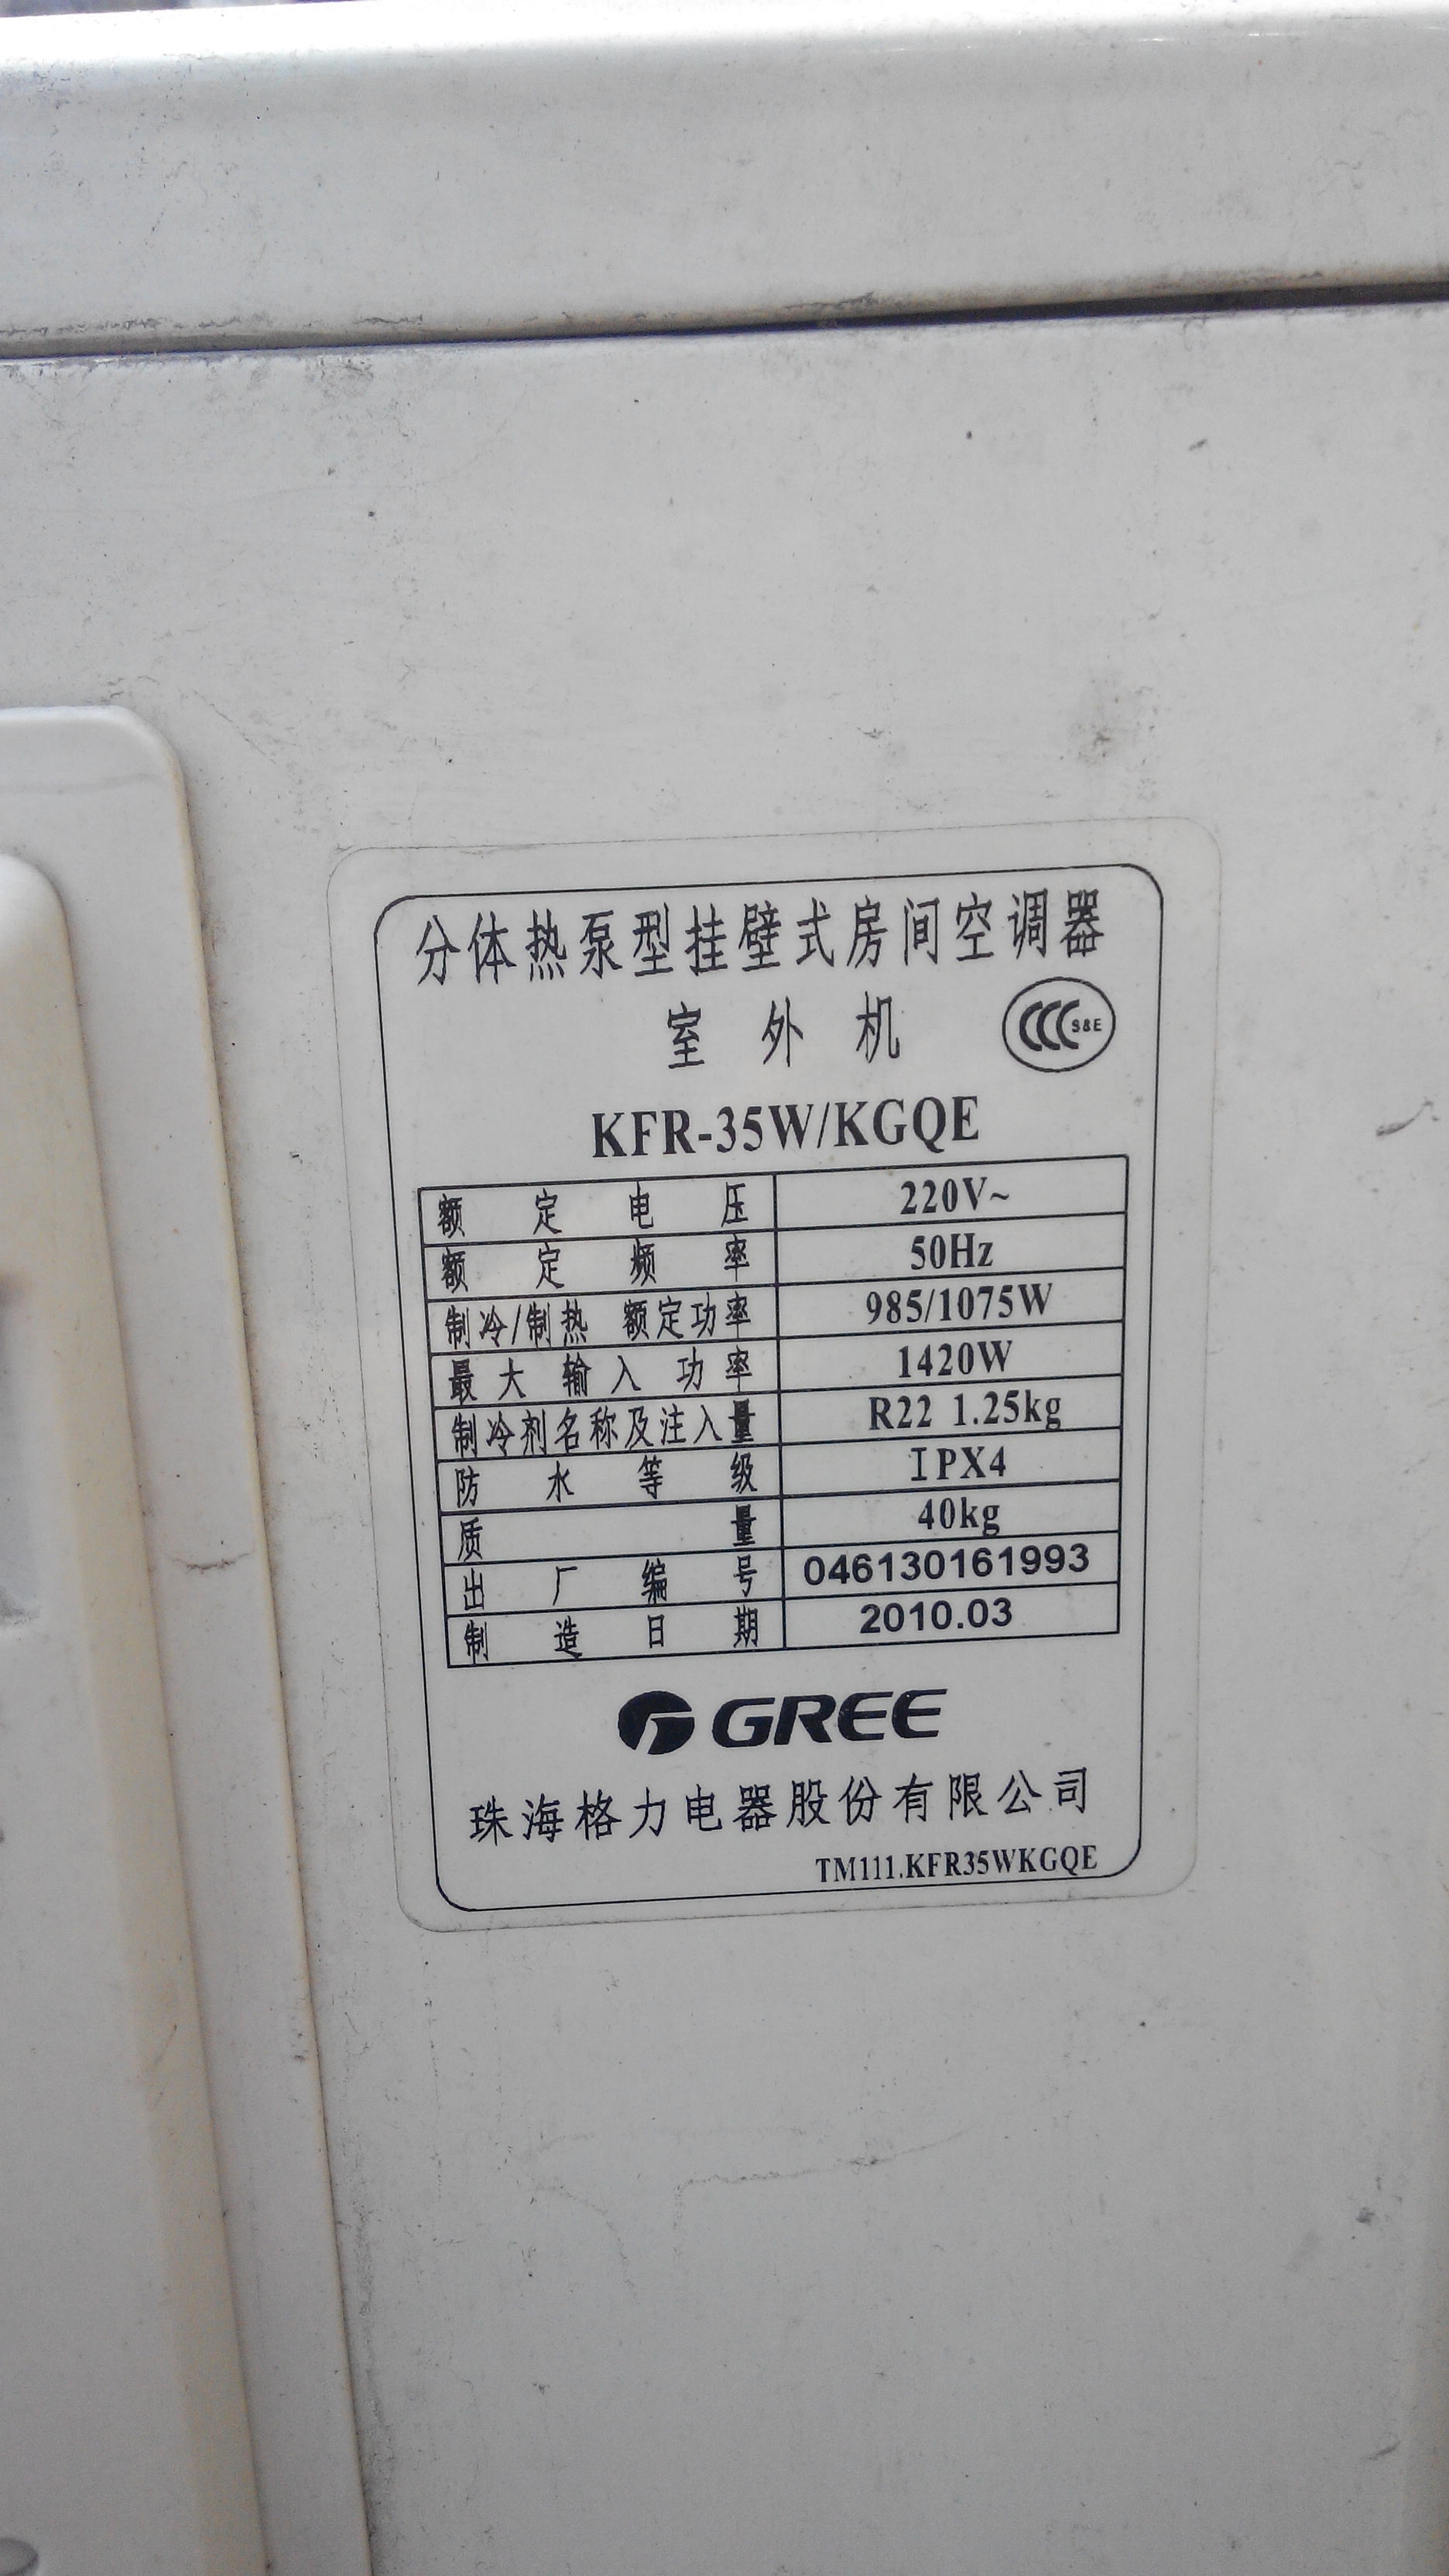 分体热泵型挂壁式房间空调器
室外机
CCC S&E
KFR-35W/KGQE
额定电压 220V~
额定频率 50Hz
制冷/制热 额定功率 985/1075W
最大输入功率 1420W
制冷剂名称及注入量 R22 1.25kg
防水等级 IPX4
质量 40kg
出厂编号 046130161993
制造日期 2010.03
GREE
珠海格力电器股份有限公司
TM111.KFR35WKGQE